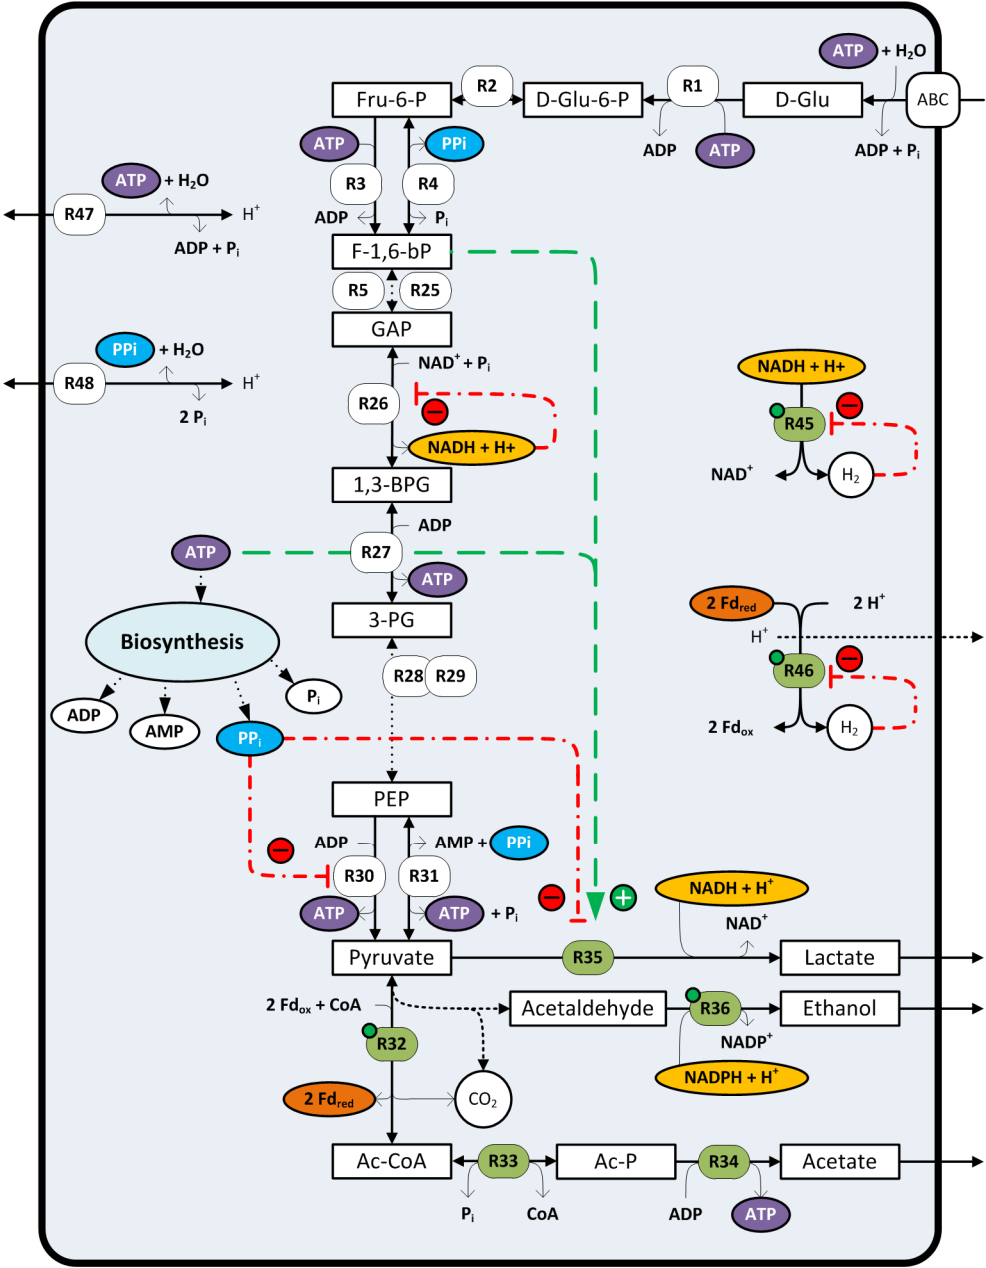 ATP + H₂O
Fru-6-P
R2
D-Glu-6-P
R1
D-Glu
ABC
ATP
PPi
ADP
ATP
ADP + Pᵢ
ATP + H₂O
R3
R4
R47
H⁺
ADP
Pᵢ
ADP + Pᵢ
F-1,6-bP
R5
R25
GAP
PPi + H₂O
NAD⁺ + Pᵢ
NADH + H+
R48
H⁺
R26
−
−
2 Pᵢ
R45
NADH + H+
NAD⁺
H₂
1,3-BPG
ADP
ATP
R27
ATP
3-PG
2 Fd_red
2 H⁺
Biosynthesis
H⁺
−
R28
R29
R46
Pᵢ
ADP
AMP
PPᵢ
2 Fd_ox
H₂
PEP
ADP
AMP + PPi
−
R30
R31
NADH + H⁺
−
+
ATP
ATP + Pᵢ
NAD⁺
Pyruvate
R35
Lactate
2 Fd_ox + CoA
Acetaldehyde
R36
Ethanol
R32
NADP⁺
NADPH + H⁺
2 Fd_red
CO₂
Ac-CoA
R33
Ac-P
R34
Acetate
Pᵢ
CoA
ADP
ATP